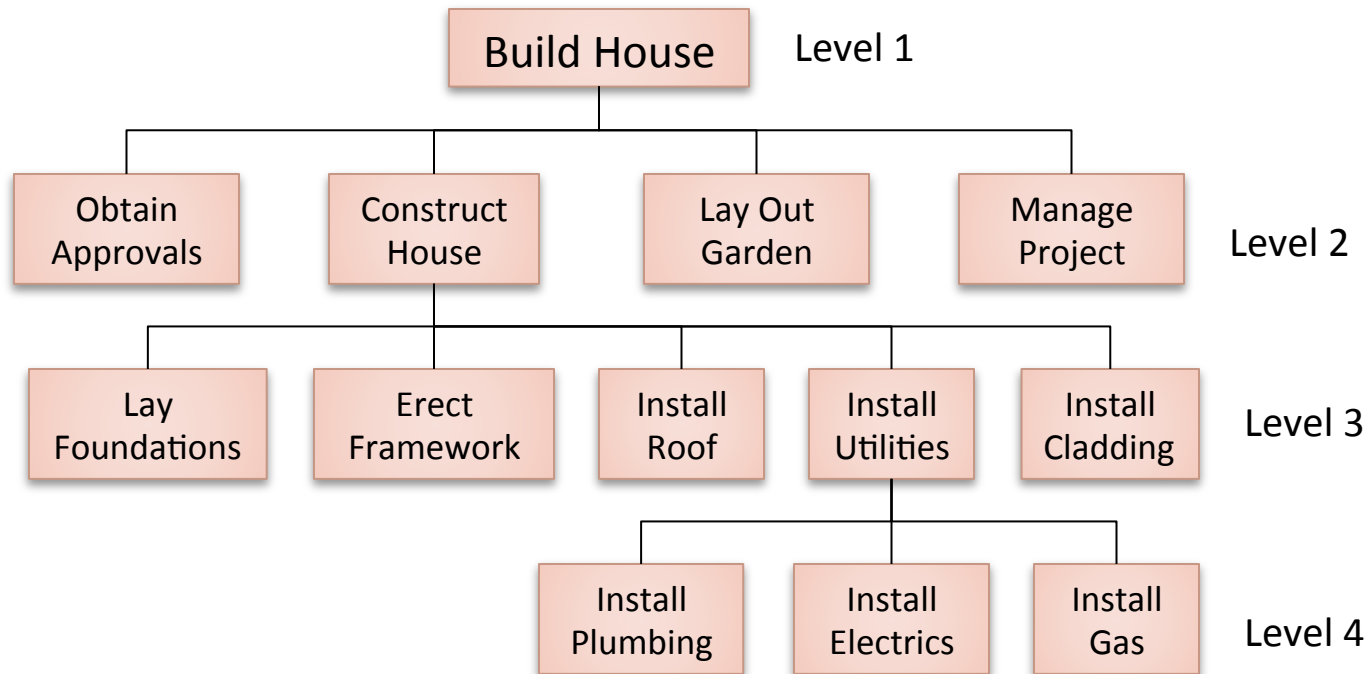 Build House
Level 1
Obtain
Approvals
Construct
House
Lay Out
Garden
Manage
Project
Level 2
Lay
Foundations
Erect
Framework
Install
Roof
Install
Utilities
Install
Cladding
Level 3
Install
Plumbing
Install
Electrics
Install
Gas
Level 4